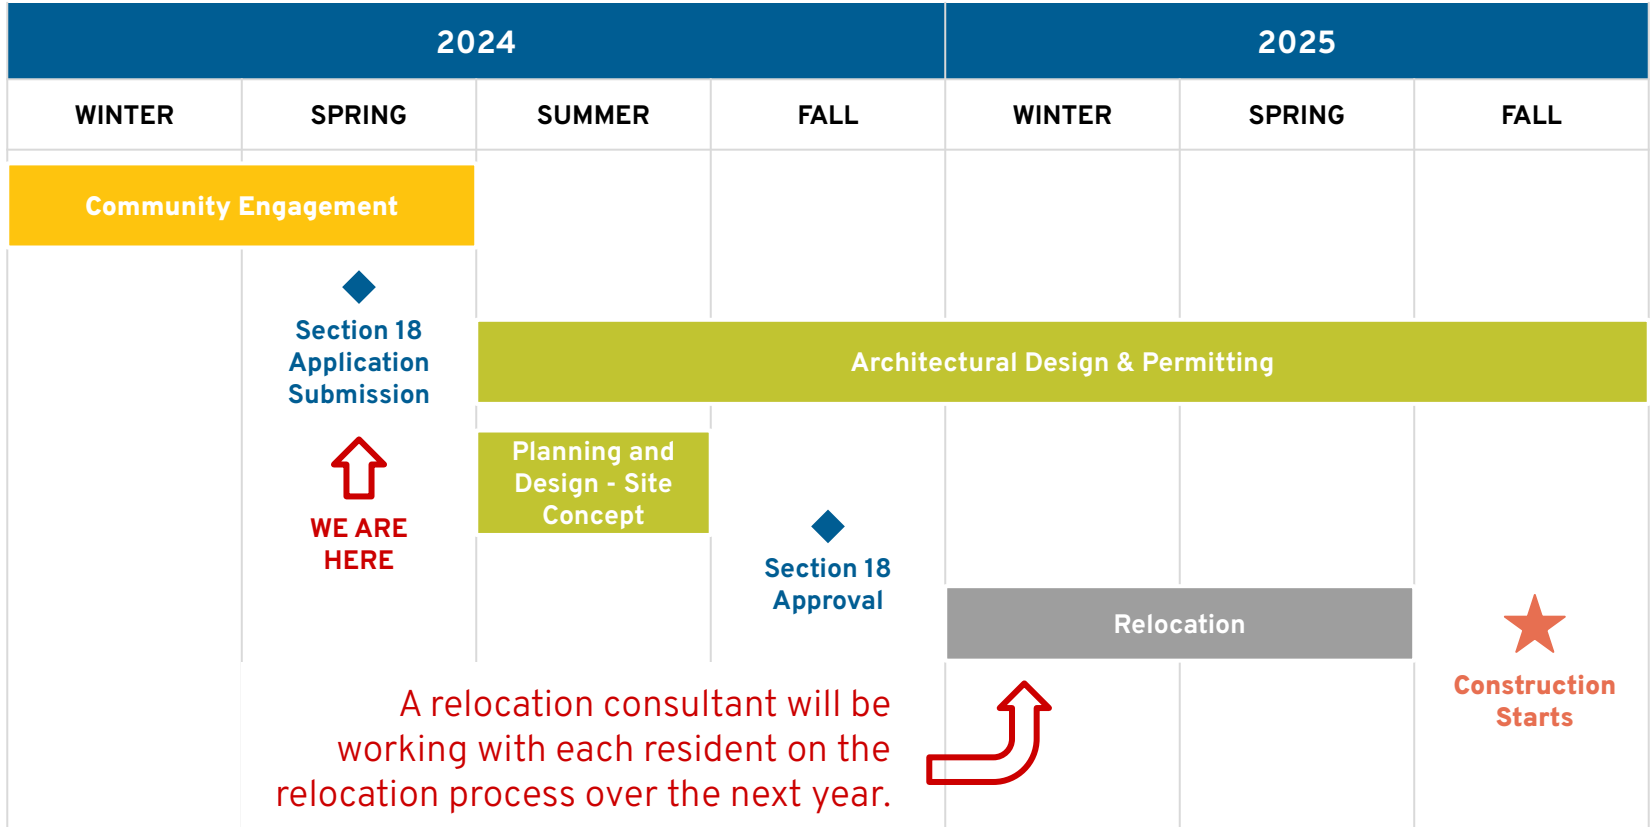 2024
2025
WINTER
SPRING
SUMMER
FALL
WINTER
SPRING
FALL
Community Engagement
Section 18
Application
Submission
Architectural Design & Permitting
WE ARE
HERE
Planning and
Design - Site
Concept
Section 18
Approval
Relocation
Construction
Starts
A relocation consultant will be
working with each resident on the
relocation process over the next year.